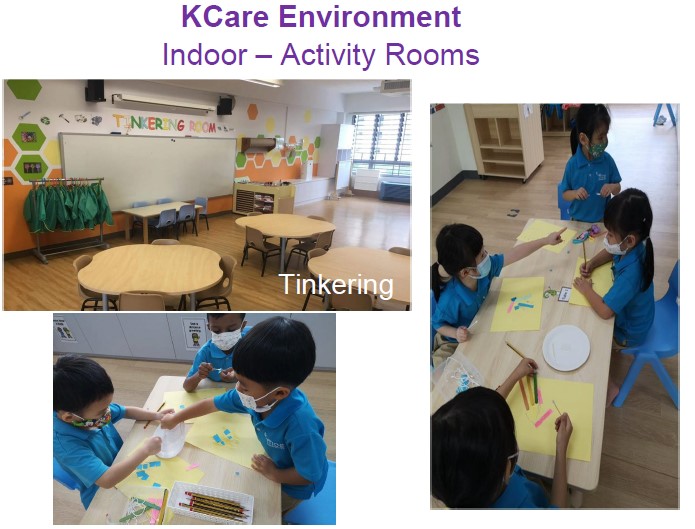 KCare Environment
Indoor – Activity Rooms
TINKERING ROOM
Tinkering